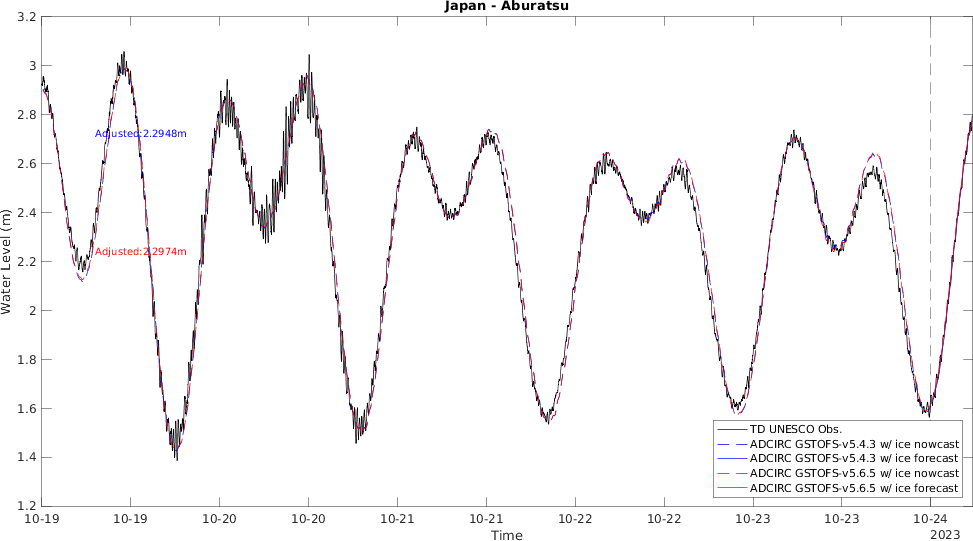 Japan - Aburatsu
3.2
3
2.8
2.6
2.4
2.2
2
1.8
1.6
1.4
1.2
Water Level (m)
Adjusted:2.2948m
Adjusted:2.2974m
TD UNESCO Obs.
ADCIRC GSTOFS-v5.4.3 w/ ice nowcast
ADCIRC GSTOFS-v5.4.3 w/ ice forecast
ADCIRC GSTOFS-v5.6.5 w/ ice nowcast
ADCIRC GSTOFS-v5.6.5 w/ ice forecast
10-19 10-19 10-20 10-20 10-21 10-21 10-22 10-22 10-23 10-23 10-24
2023
Time